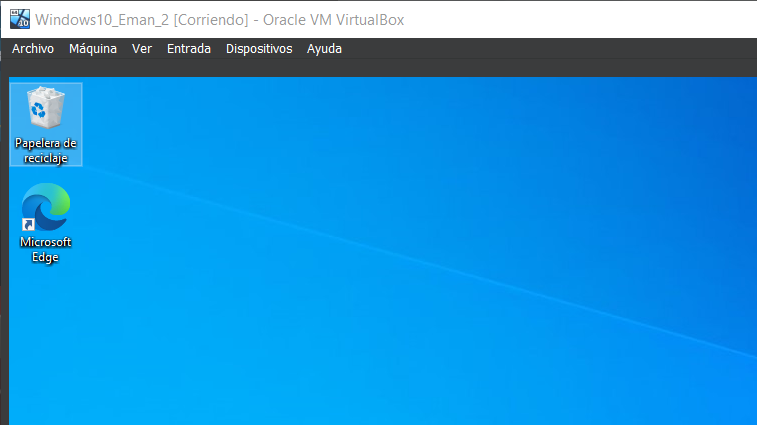 Windows10_Eman_2 [Corriendo] - Oracle VM VirtualBox
Archivo Máquina Ver Entrada Dispositivos Ayuda
Papelera de
reciclaje
Microsoft
Edge